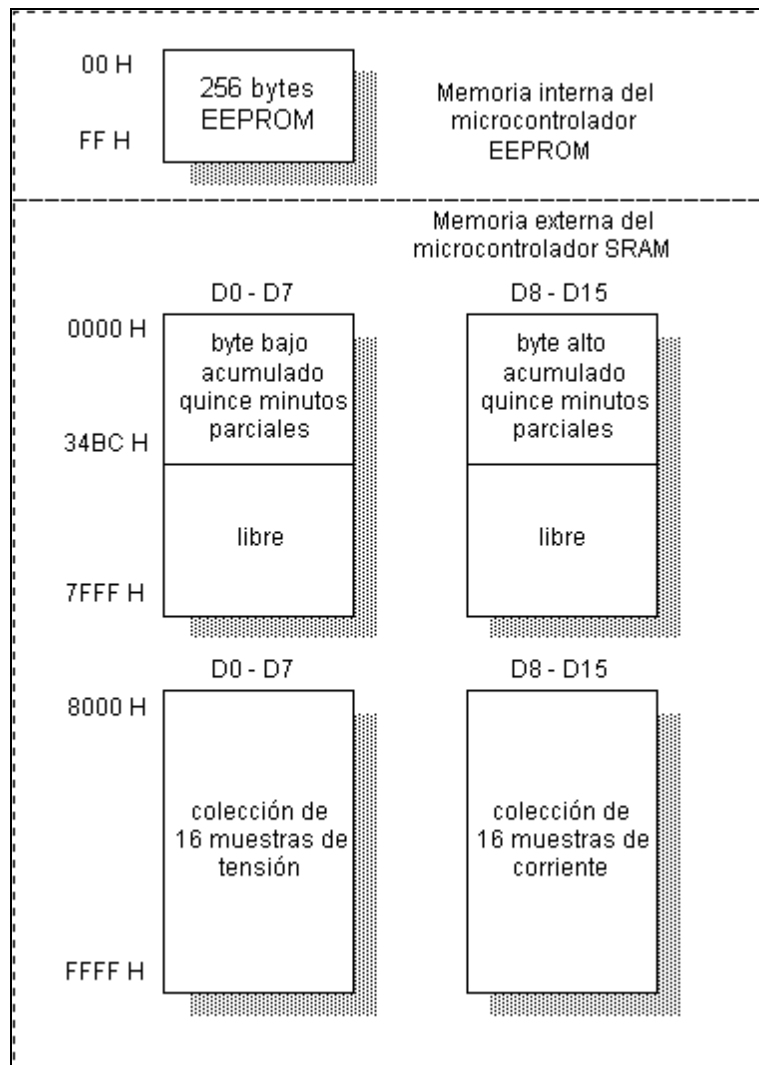 00 H
256 bytes
EEPROM
FF H
Memoria interna del
microcontrolador
EEPROM
Memoria externa del
microcontrolador SRAM
D0 - D7
D8 - D15
0000 H
byte bajo
acumulado
quince minutos
parciales
byte alto
acumulado
quince minutos
parciales
34BC H
libre
libre
7FFF H
D0 - D7
D8 - D15
8000 H
colección de
16 muestras de
tensión
colección de
16 muestras de
corriente
FFFF H